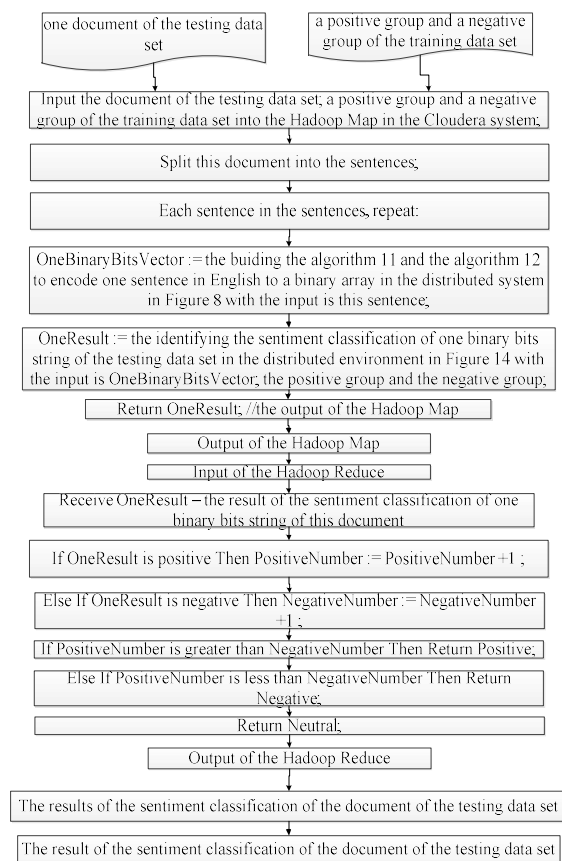 one document of the testing data
set
a positive group and a negative
group of the training data set
Input the document of the testing data set; a positive group and a negative
group of the training data set into the Hadoop Map in the Cloudera system;
Split this document into the sentences;
Each sentence in the sentences, repeat:
OneBinaryBitsVector := the buiding the algorithm 11 and the algorithm 12
to encode one sentence in English to a binary array in the distributed system
in Figure 8 with the input is this sentence;
OneResult := the identifying the sentiment classification of one binary bits
string of the testing data set in the distributed environment in Figure 14 with
the input is OneBinaryBitsVector; the positive group and the negative group;
Return OneResult; //the output of the Hadoop Map
Output of the Hadoop Map
Input of the Hadoop Reduce
Receive OneResult – the result of the sentiment classification of one
binary bits string of this document
If OneResult is positive Then PositiveNumber := PositiveNumber +1 ;
Else If OneResult is negative Then NegativeNumber := NegativeNumber
+1 ;
If PositiveNumber is greater than NegativeNumber Then Return Positive;
Else If PositiveNumber is less than NegativeNumber Then Return
Negative;
Return Neutral;
Output of the Hadoop Reduce
The results of the sentiment classification of the document of the testing data set
The result of the sentiment classification of the document of the testing data set